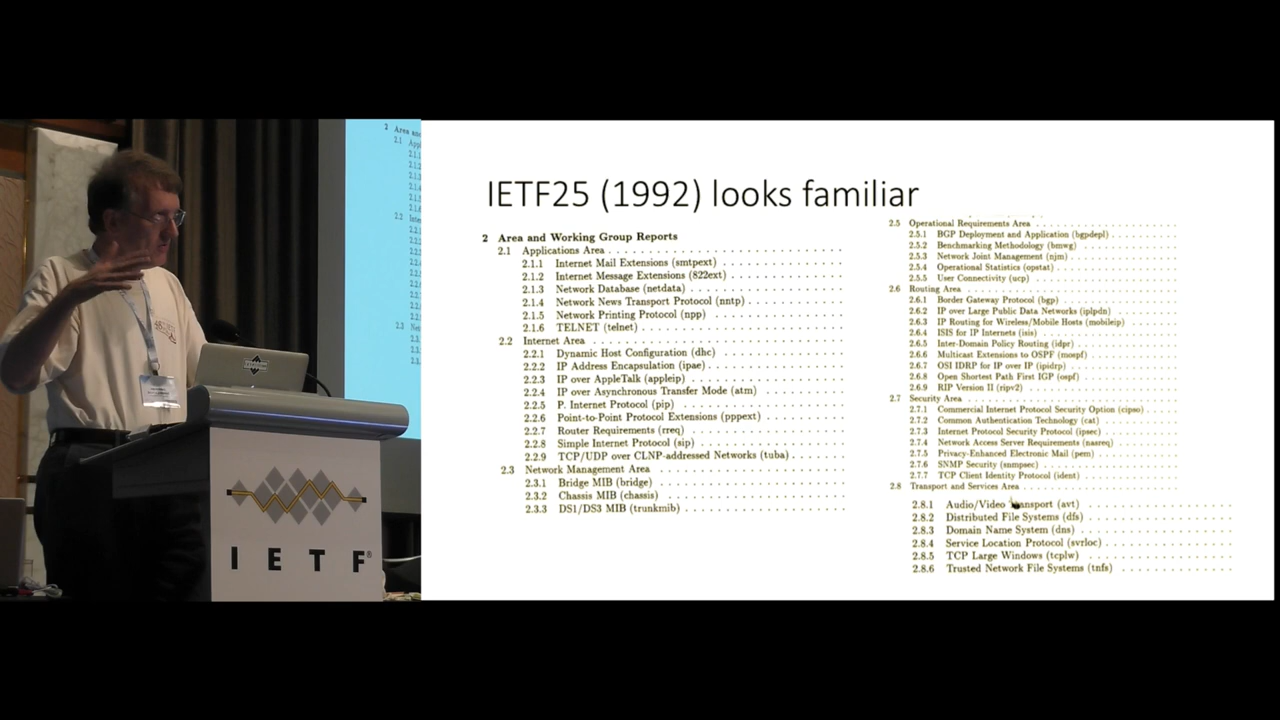 IETF25 (1992) looks familiar
2 Area and Working Group Reports
2.1 Applications Area
2.1.1 Internet Mail Extensions (smtpext)
2.1.2 Internet Message Extensions (822ext)
2.1.3 Network Database (netdata)
2.1.4 Network News Transport Protocol (nntp)
2.1.5 Network Printing Protocol (npp)
2.1.6 TELNET (telnet)
2.2 Internet Area
2.2.1 Dynamic Host Configuration (dhc)
2.2.2 IP Address Encapsulation (ipae)
2.2.3 IP over AppleTalk (appleip)
2.2.4 IP over Asynchronous Transfer Mode (atm)
2.2.5 P. Internet Protocol (pip)
2.2.6 Point-to-Point Protocol Extensions (pppext)
2.2.7 Router Requirements (rreq)
2.2.8 Simple Internet Protocol (sip)
2.2.9 TCP/UDP over CLNP-addressed Networks (tuba)
2.3 Network Management Area
2.3.1 Bridge MIB (bridge)
2.3.2 Chassis MIB (chassis)
2.3.3 DS1/DS3 MIB (trunkmib)
2.5 Operational Requirements Area
2.5.1 BGP Deployment and Application (bgpdepl)
2.5.2 Benchmarking Methodology (bmwg)
2.5.3 Network Joint Management (njm)
2.5.4 Operational Statistics (opstat)
2.5.5 User Connectivity (ucp)
2.6 Routing Area
2.6.1 Border Gateway Protocol (bgp)
2.6.2 IP over Large Public Data Networks (iplpdn)
2.6.3 IP Routing for Wireless/Mobile Hosts (mobileip)
2.6.4 ISIS for IP Internets (isis)
2.6.5 Inter-Domain Policy Routing (idpr)
2.6.6 Multicast Extensions to OSPF (mospf)
2.6.7 OSI IDRP for IP over IP (ipidrp)
2.6.8 Open Shortest Path First IGP (ospf)
2.6.9 RIP Version II (ripv2)
2.7 Security Area
2.7.1 Commercial Internet Protocol Security Option (cipso)
2.7.2 Common Authentication Technology (cat)
2.7.3 Internet Protocol Security Protocol (ipsec)
2.7.4 Network Access Server Requirements (nasreq)
2.7.5 Privacy-Enhanced Electronic Mail (pem)
2.7.6 SNMP Security (snmpsec)
2.7.7 TCP Client Identity Protocol (ident)
2.8 Transport and Services Area
2.8.1 Audio/Video Transport (avt)
2.8.2 Distributed File Systems (dfs)
2.8.3 Domain Name System (dns)
2.8.4 Service Location Protocol (svrloc)
2.8.5 TCP Large Windows (tcplw)
2.8.6 Trusted Network File Systems (tnfs)
IETF®